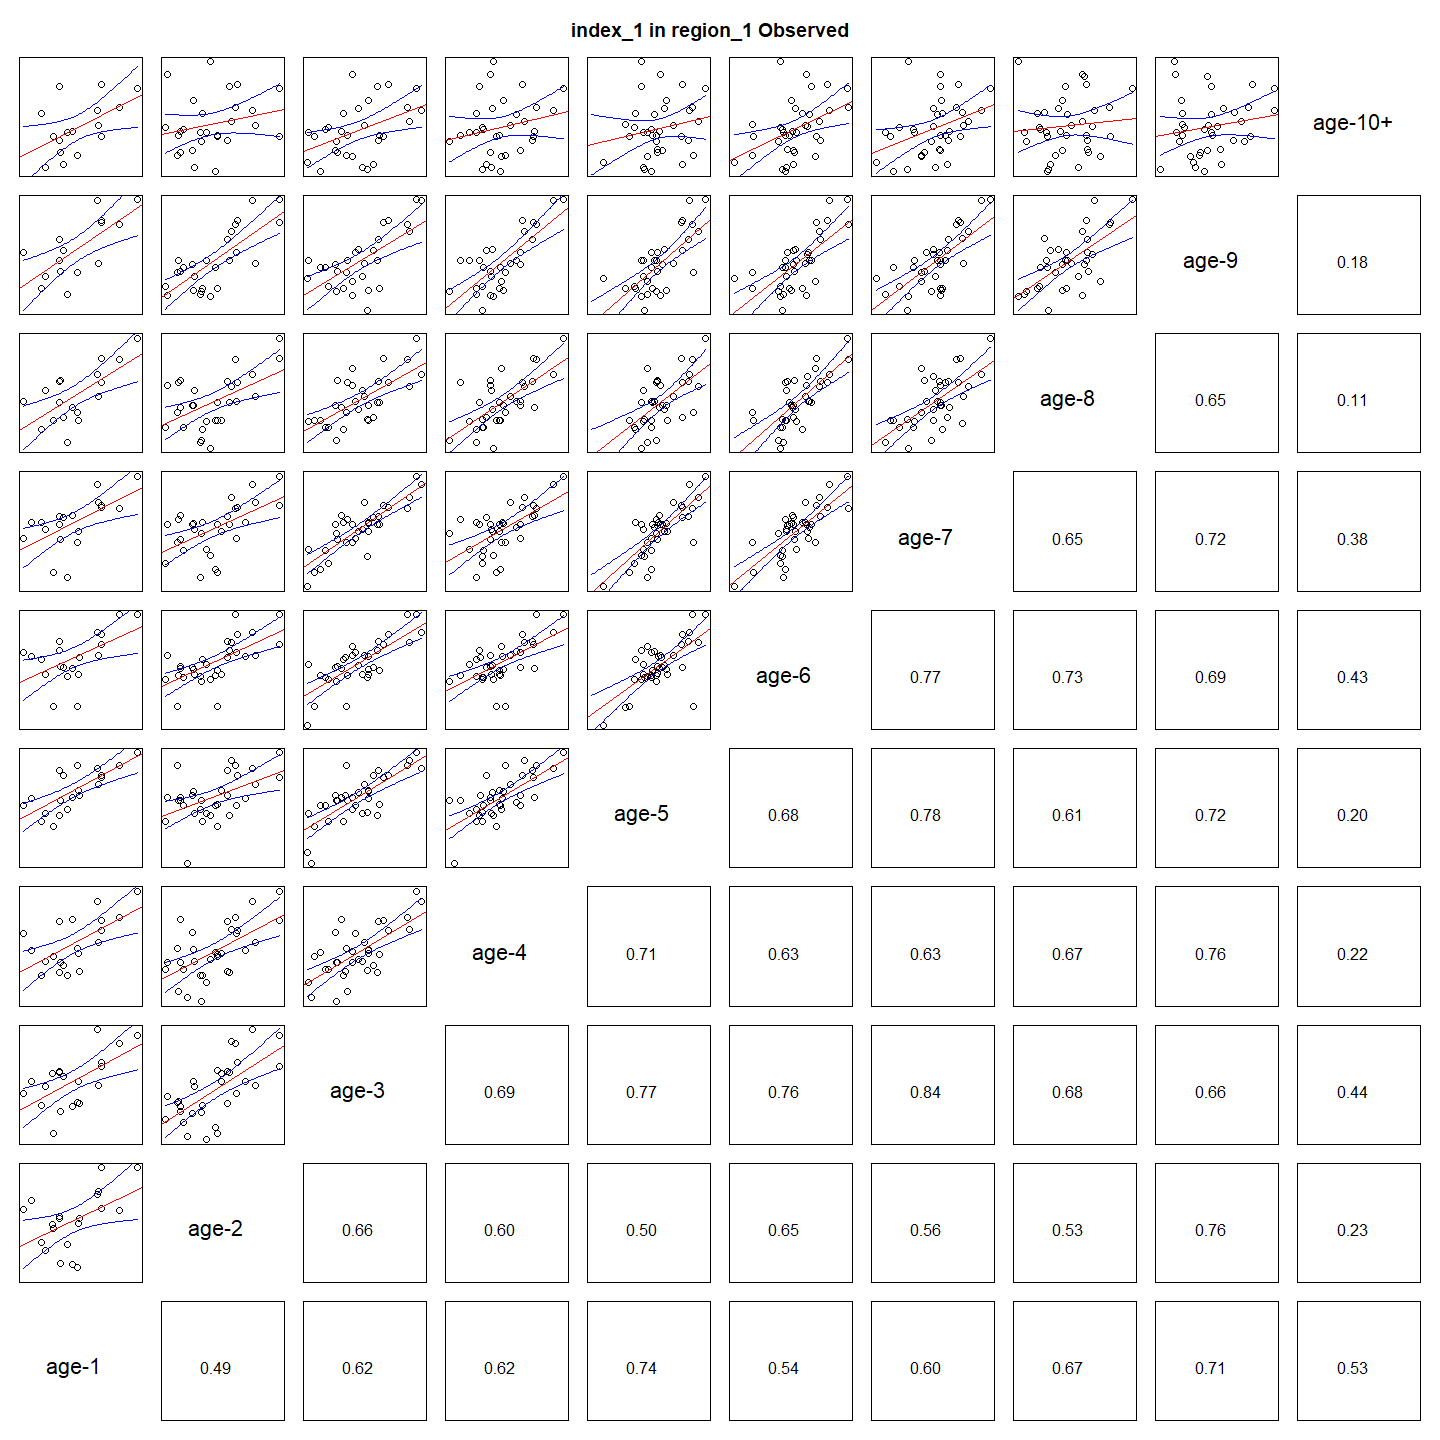 index_1 in region_1 Observed
age-10+
age-9 0.18
age-8 0.65 0.11
age-7 0.65 0.72 0.38
age-6 0.77 0.73 0.69 0.43
age-5 0.68 0.78 0.61 0.72 0.20
age-4 0.71 0.63 0.63 0.67 0.76 0.22
age-3 0.69 0.77 0.76 0.84 0.68 0.66 0.44
age-2 0.66 0.60 0.50 0.65 0.56 0.53 0.76 0.23
age-1 0.49 0.62 0.62 0.74 0.54 0.60 0.67 0.71 0.53